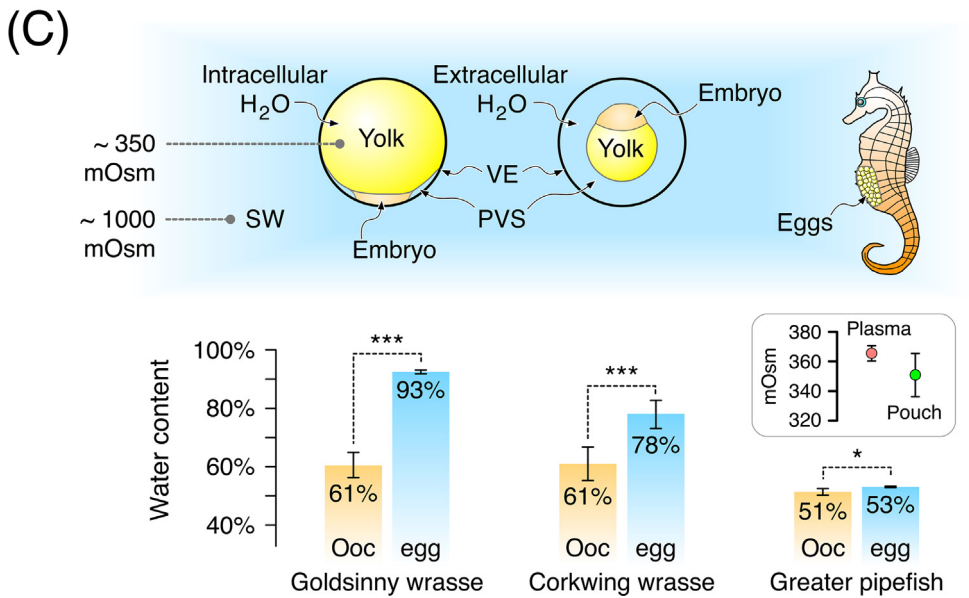 (C)
Intracellular
H2O
Extracellular
H2O
Embryo
Yolk
Yolk
~ 350
mOsm
VE
~ 1000
mOsm
SW
PVS
Eggs
Embryo
Water content
100%
80%
60%
40%
***
93%
61%
Ooc
egg
Goldsinny wrasse
***
78%
61%
Ooc
egg
Corkwing wrasse
mOsm
380
360
340
320
Plasma
Pouch
*
51%
53%
Ooc
egg
Greater pipefish